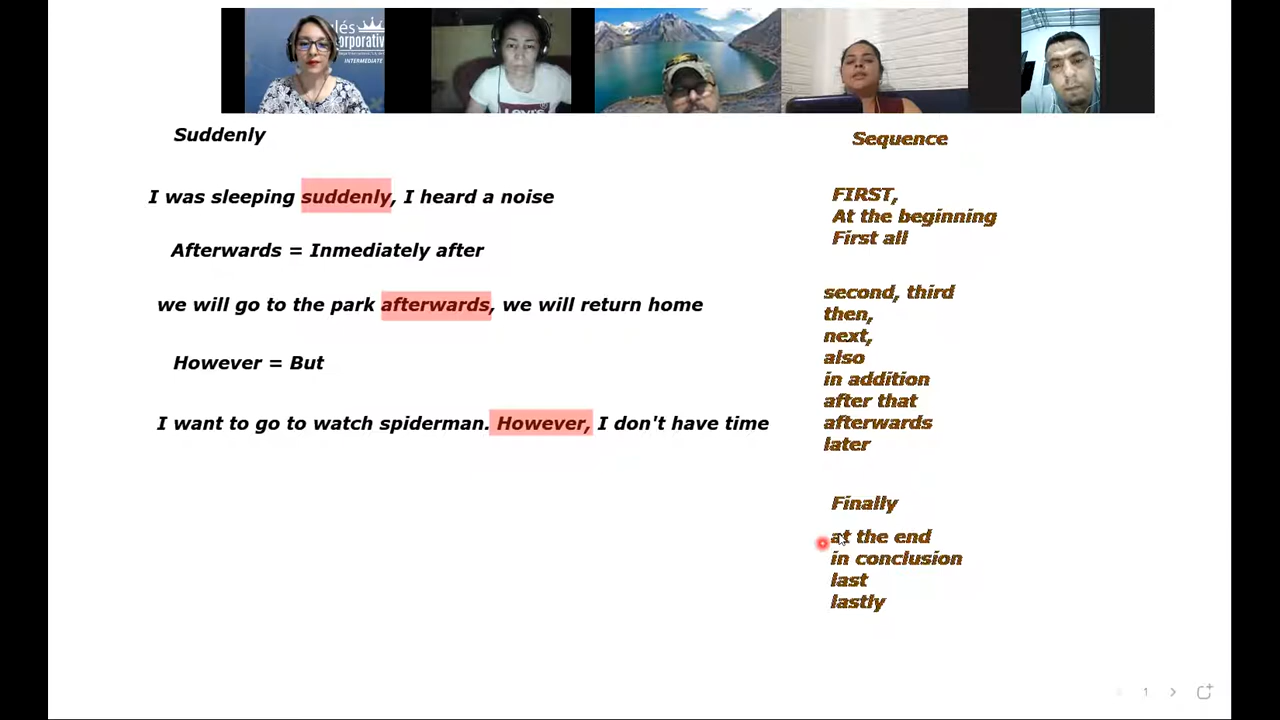 lés
orporativ
INTERMEDIATE
Suddenly
I was sleeping suddenly, I heard a noise
Afterwards = Inmediately after
we will go to the park afterwards, we will return home
However = But
I want to go to watch spiderman. However, I don't have time
Sequence
FIRST,
At the beginning
First all
second, third
then,
next,
also
in addition
after that
afterwards
later
Finally
at the end
in conclusion
last
lastly
1